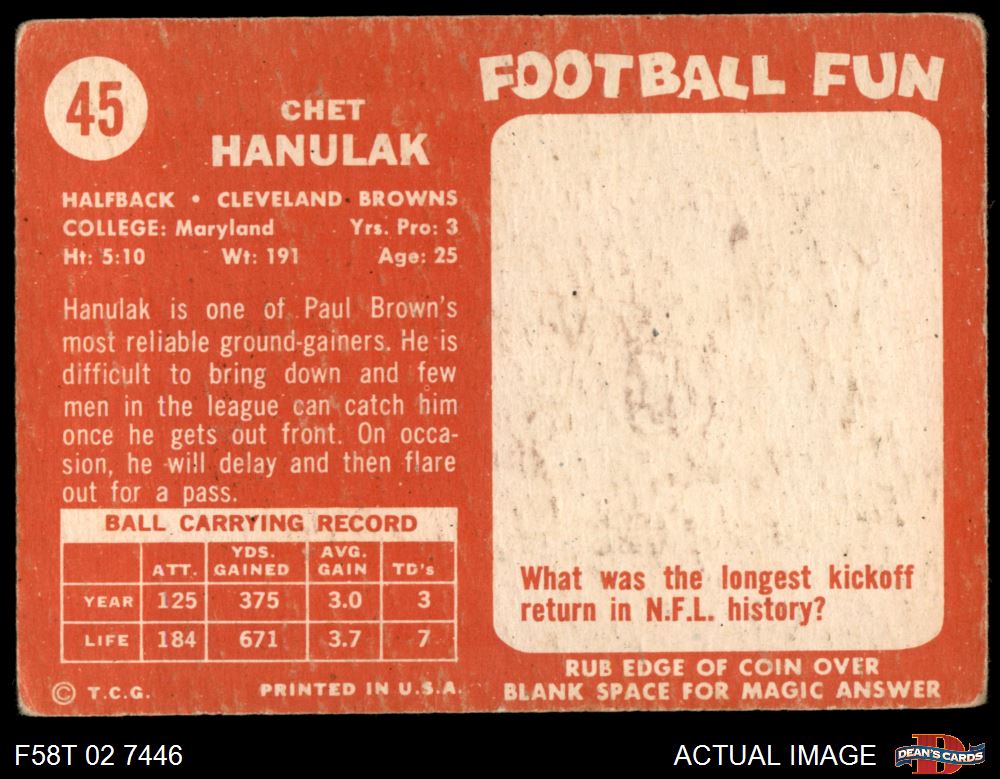 45
CHET
HANULAK
HALFBACK • CLEVELAND BROWNS
COLLEGE: Maryland Yrs. Pro: 3
Ht: 5:10 Wt: 191 Age: 25
Hanulak is one of Paul Brown's
most reliable ground-gainers. He is
difficult to bring down and few
men in the league can catch him
once he gets out front. On occa-
sion, he will delay and then flare
out for a pass.
BALL CARRYING RECORD
ATT. YDS. GAINED AVG. GAIN TD's
YEAR 125 375 3.0 3
LIFE 184 671 3.7 7
© T.C.G. PRINTED IN U.S.A.
FOOTBALL FUN
What was the longest kickoff
return in N.F.L. history?
RUB EDGE OF COIN OVER
BLANK SPACE FOR MAGIC ANSWER
F58T 02 7446
ACTUAL IMAGE
D
DEAN'S CARDS